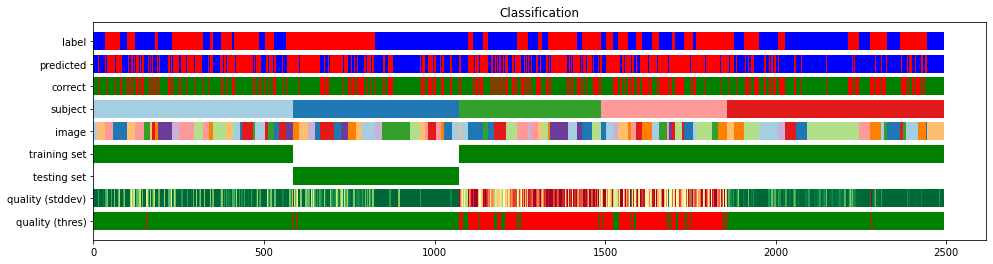 Classification
label
predicted
correct
subject
image
training set
testing set
quality (stddev)
quality (thres)
0 500 1000 1500 2000 2500